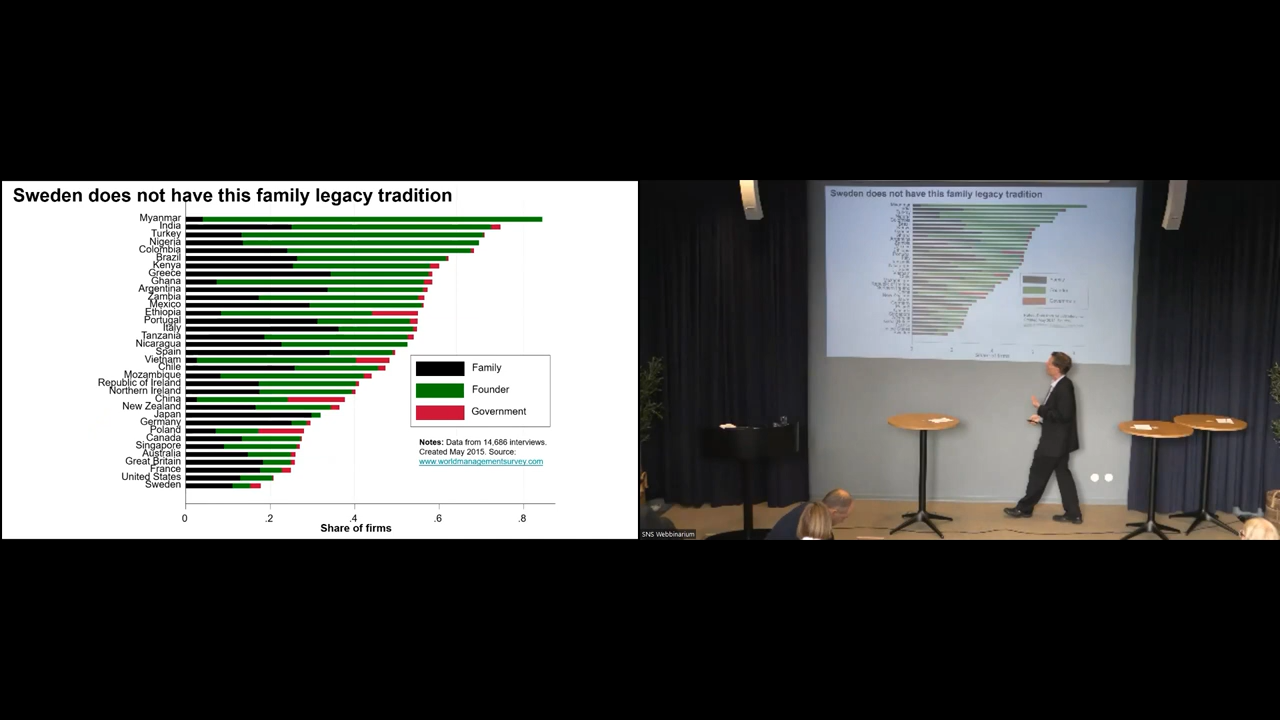 Sweden does not have this family legacy tradition
Myanmar
India
Turkey
Nigeria
Colombia
Brazil
Kenya
Greece
Ghana
Argentina
Zambia
Mexico
Ethiopia
Portugal
Italy
Tanzania
Nicaragua
Spain
Vietnam
Chile
Mozambique
Republic of Ireland
Northern Ireland
China
New Zealand
Japan
Germany
Poland
Canada
Singapore
Australia
Great Britain
France
United States
Sweden
Family
Founder
Government
Notes: Data from 14,686 interviews.
Created May 2015. Source:
www.worldmanagementsurvey.com
0 .2 .4 .6 .8
Share of firms
Sweden does not have this family legacy tradition
Share of firms
SNS Webbinarium